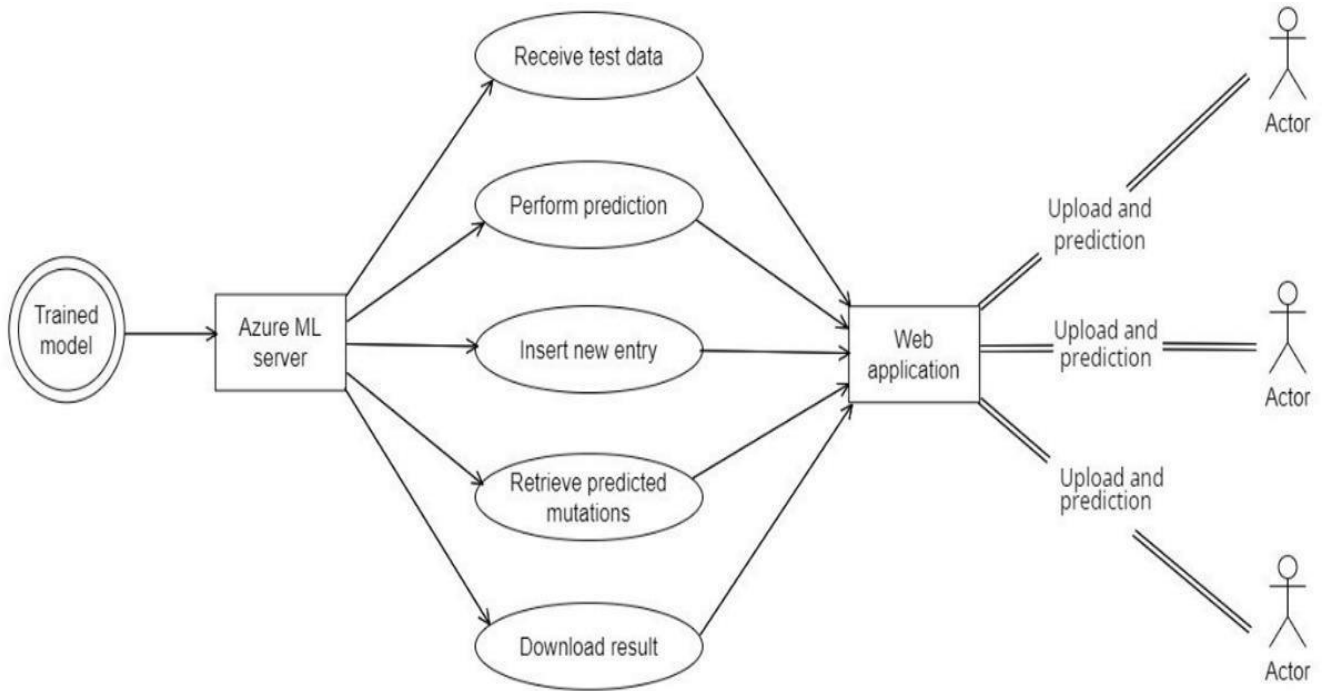 Receive test data
Actor
Perform prediction
Upload and
prediction
Trained
model
Azure ML
server
Insert new entry
Web
application
Upload and
prediction
Actor
Retrieve predicted
mutations
Upload and
prediction
Download result
Actor